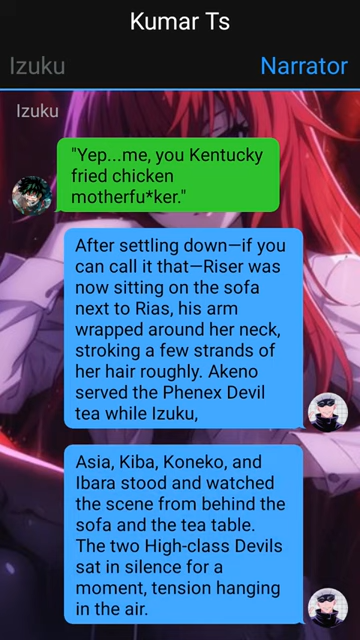 Kumar Ts
Izuku
Narrator
Izuku
"Yep...me, you Kentucky
fried chicken
motherfu*ker."
After settling down—if you
can call it that—Riser was
now sitting on the sofa
next to Rias, his arm
wrapped around her neck,
stroking a few strands of
her hair roughly. Akeno
served the Phenex Devil
tea while Izuku,
Asia, Kiba, Koneko, and
Ibara stood and watched
the scene from behind the
sofa and the tea table.
The two High-class Devils
sat in silence for a
moment, tension hanging
in the air.